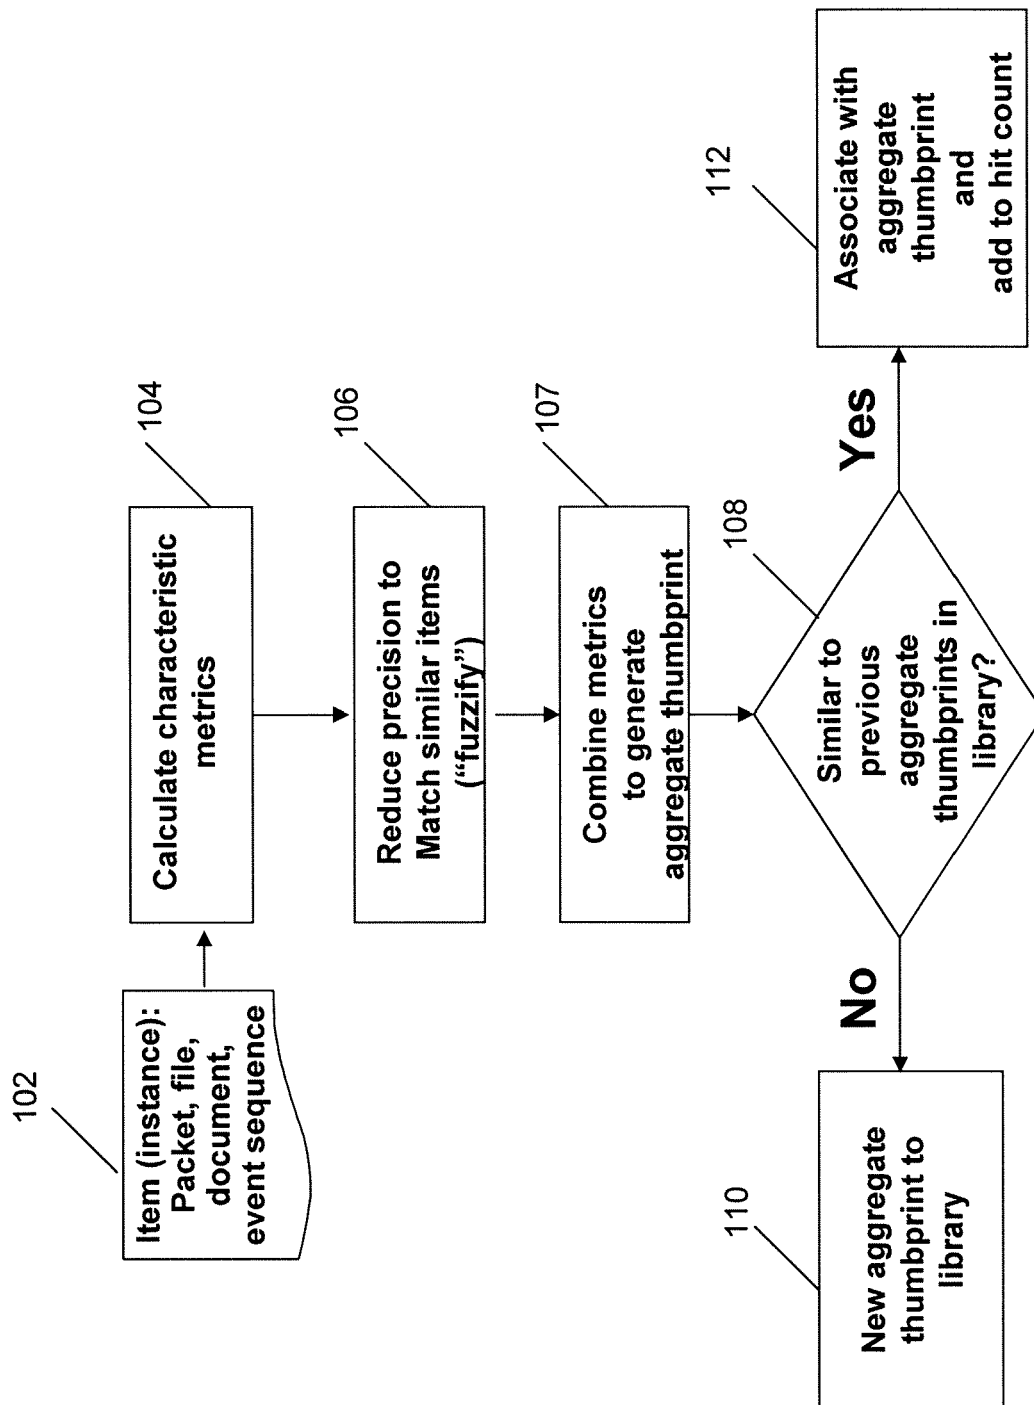 102
Item (instance):
Packet, file,
document,
event sequence
104
Calculate characteristic
metrics
106
Reduce precision to
Match similar items
(“fuzzify”)
107
Combine metrics
to generate
aggregate thumbprint
108
Similar to
previous
aggregate
thumbprints in
library?
No
Yes
110
New aggregate
thumbprint to
library
112
Associate with
aggregate
thumbprint
and
add to hit count